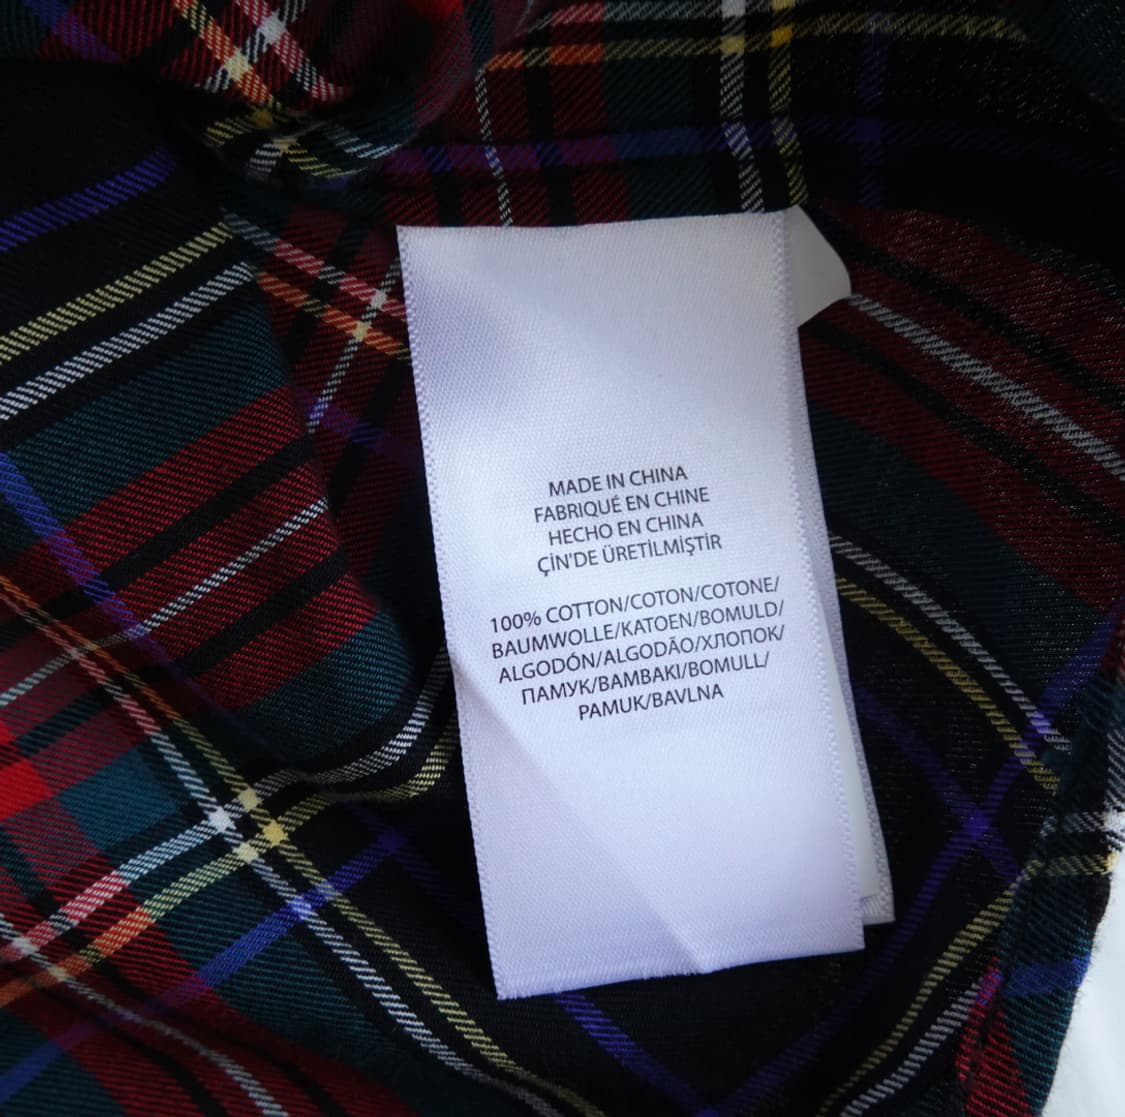 MADE IN CHINA
FABRIQUÉ EN CHINE
HECHO EN CHINA
ÇİN'DE ÜRETİLMİŞTİR
100% COTTON/COTON/COTONE/
BAUMWOLLE/KATOEN/BOMULD/
ALGODÓN/ALGODÃO/ХЛОПОК/
ПАМУК/ΒΑΜΒΑΚΙ/BOMULL/
PAMUK/BAVLNA